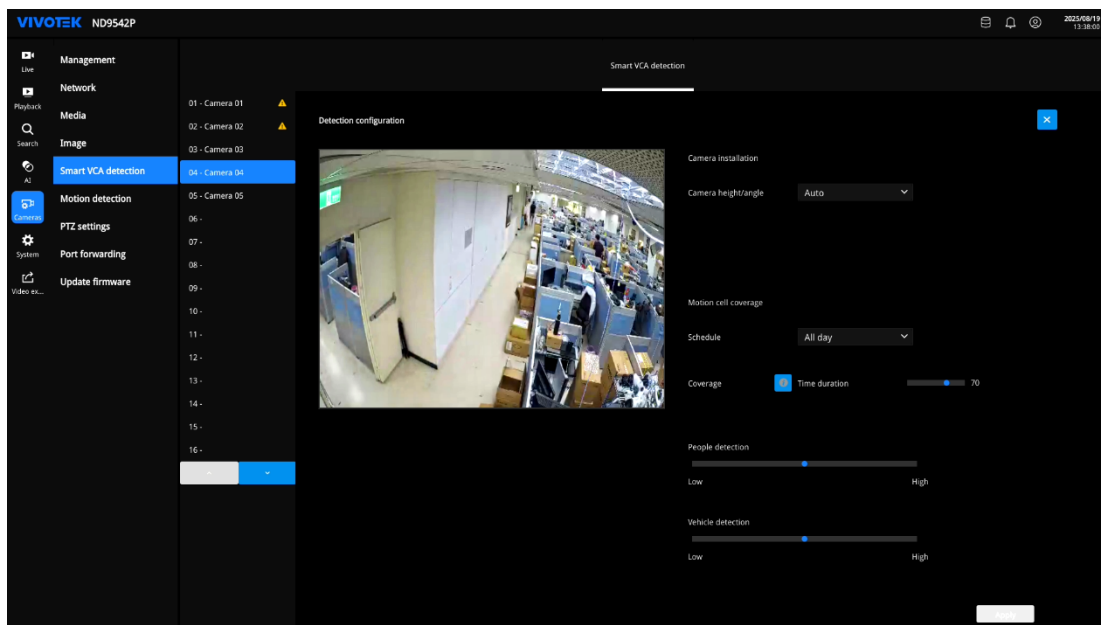 VIVOTEK ND9542P
2025/08/19
13:38:00
Live
Playback
Search
AI
Cameras
System
Video ex...
Management
Network
Media
Image
Smart VCA detection
Motion detection
PTZ settings
Port forwarding
Update firmware
01 - Camera 01
02 - Camera 02
03 - Camera 03
04 - Camera 04
05 - Camera 05
06 -
07 -
08 -
09 -
10 -
11 -
12 -
13 -
14 -
15 -
16 -
Smart VCA detection
Detection configuration
Camera installation
Camera height/angle Auto
Motion cell coverage
Schedule All day
Coverage Time duration 70
People detection
Low High
Vehicle detection
Low High